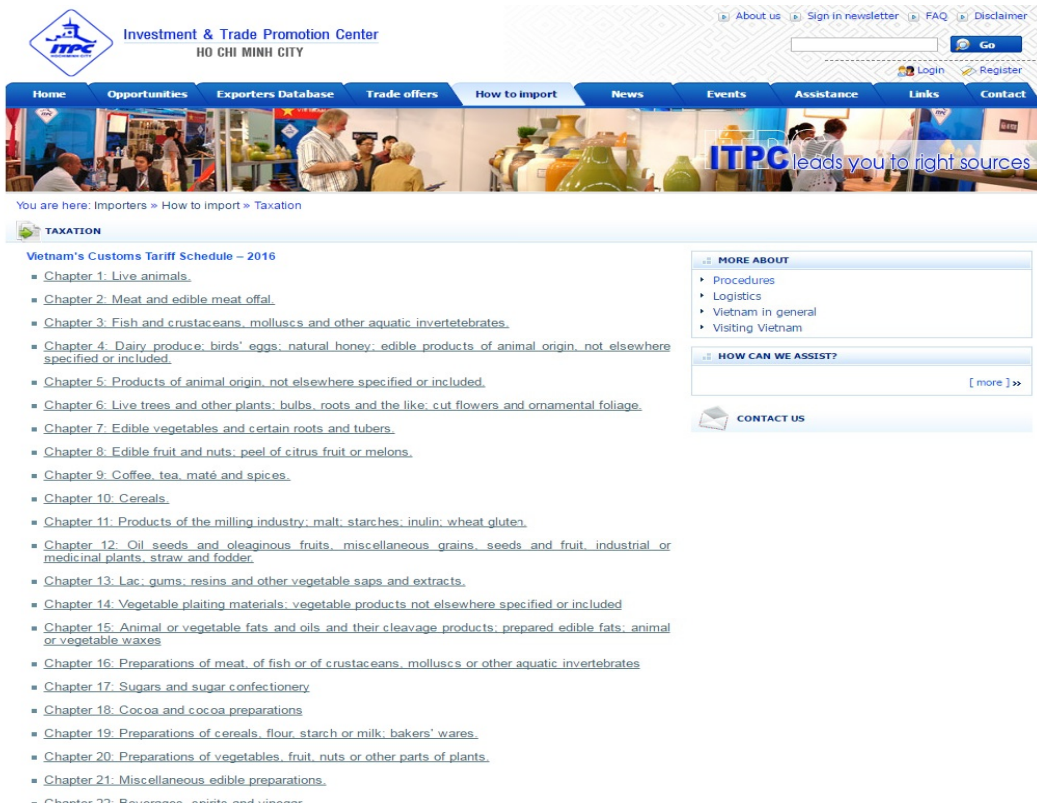 About us
Sign in newsletter
FAQ
Disclaimer
Investment & Trade Promotion Center
HO CHI MINH CITY
ITPC
Go
Login
Register
Home
Opportunities
Exporters Database
Trade offers
How to import
News
Events
Assistance
Links
Contact
ITPC leads you to right sources
You are here: Importers » How to import » Taxation
TAXATION
Vietnam's Customs Tariff Schedule – 2016
Chapter 1: Live animals.
Chapter 2: Meat and edible meat offal.
Chapter 3: Fish and crustaceans, molluscs and other aquatic invertetebrates.
Chapter 4: Dairy produce; birds' eggs; natural honey; edible products of animal origin, not elsewhere
specified or included.
Chapter 5: Products of animal origin, not elsewhere specified or included.
Chapter 6: Live trees and other plants; bulbs, roots and the like; cut flowers and ornamental foliage.
Chapter 7: Edible vegetables and certain roots and tubers.
Chapter 8: Edible fruit and nuts; peel of citrus fruit or melons.
Chapter 9: Coffee, tea, maté and spices.
Chapter 10: Cereals.
Chapter 11: Products of the milling industry; malt; starches; inulin; wheat gluten.
Chapter 12: Oil seeds and oleaginous fruits, miscellaneous grains, seeds and fruit, industrial or
medicinal plants, straw and fodder.
Chapter 13: Lac; gums; resins and other vegetable saps and extracts.
Chapter 14: Vegetable plaiting materials; vegetable products not elsewhere specified or included
Chapter 15: Animal or vegetable fats and oils and their cleavage products; prepared edible fats; animal
or vegetable waxes
Chapter 16: Preparations of meat, of fish or of crustaceans, molluscs or other aquatic invertebrates
Chapter 17: Sugars and sugar confectionery
Chapter 18: Cocoa and cocoa preparations
Chapter 19: Preparations of cereals, flour, starch or milk; bakers' wares.
Chapter 20: Preparations of vegetables, fruit, nuts or other parts of plants.
Chapter 21: Miscellaneous edible preparations.
Chapter 22: Beverages, spirits and vinegar
MORE ABOUT
Procedures
Logistics
Vietnam in general
Visiting Vietnam
HOW CAN WE ASSIST?
[ more ] »
CONTACT US